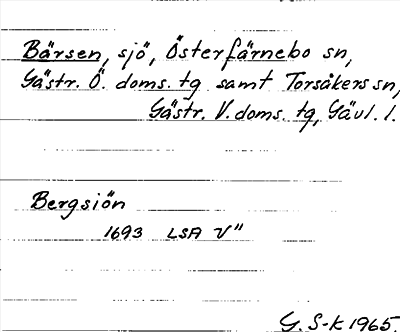 Bärsen, sjö, Österfärnebo sn,
Gästr. Ö. doms. tg samt Torsåkers sn,
Gästr. V. doms. tg, Gävl. l.
Bergsiön
1693 LSA V"
G. S-k 1965.